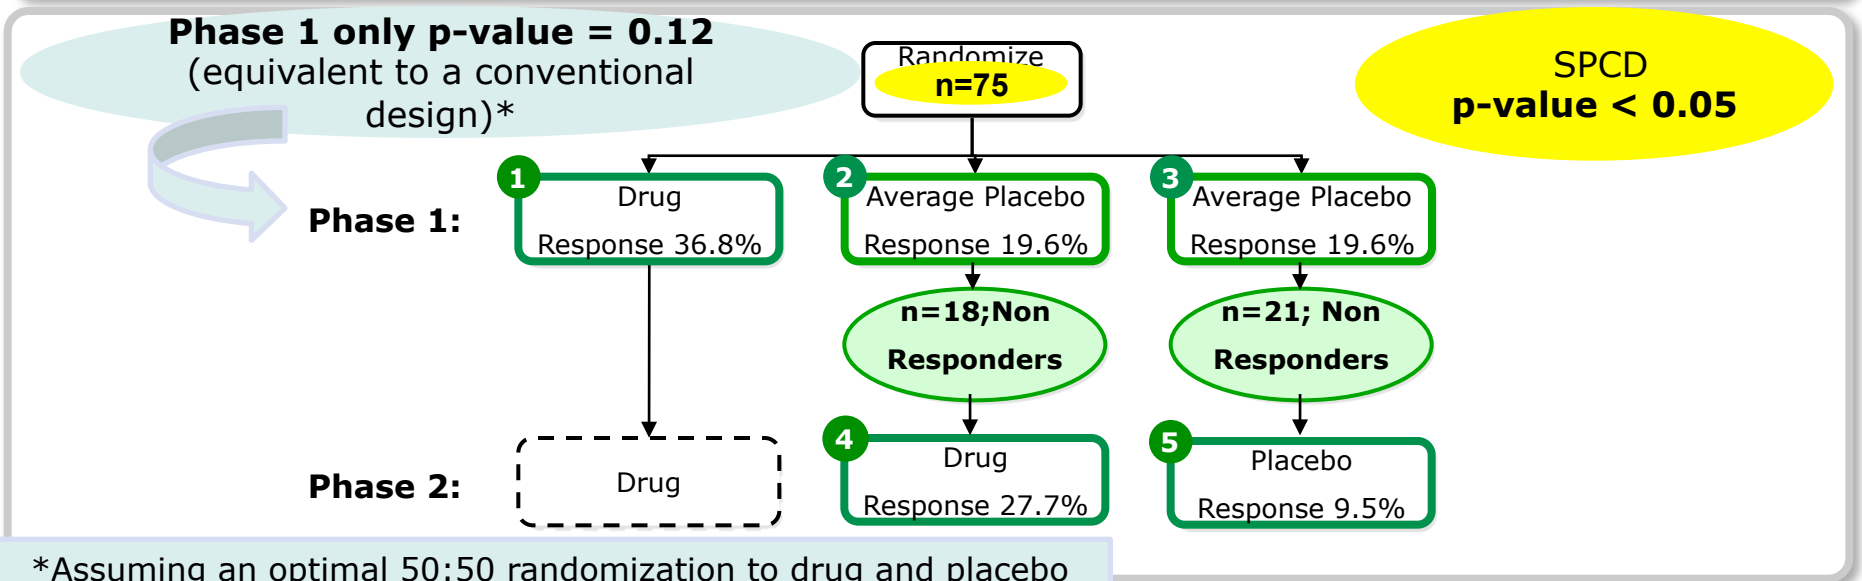 Phase 1 only p-value = 0.12
(equivalent to a conventional
design)*
Randomize
n=75
SPCD
p-value < 0.05
Phase 1:
1
Drug
Response 36.8%
2
Average Placebo
Response 19.6%
3
Average Placebo
Response 19.6%
n=18;Non
Responders
n=21; Non
Responders
Phase 2:
Drug
4
Drug
Response 27.7%
5
Placebo
Response 9.5%
*Assuming an optimal 50:50 randomization to drug and placebo